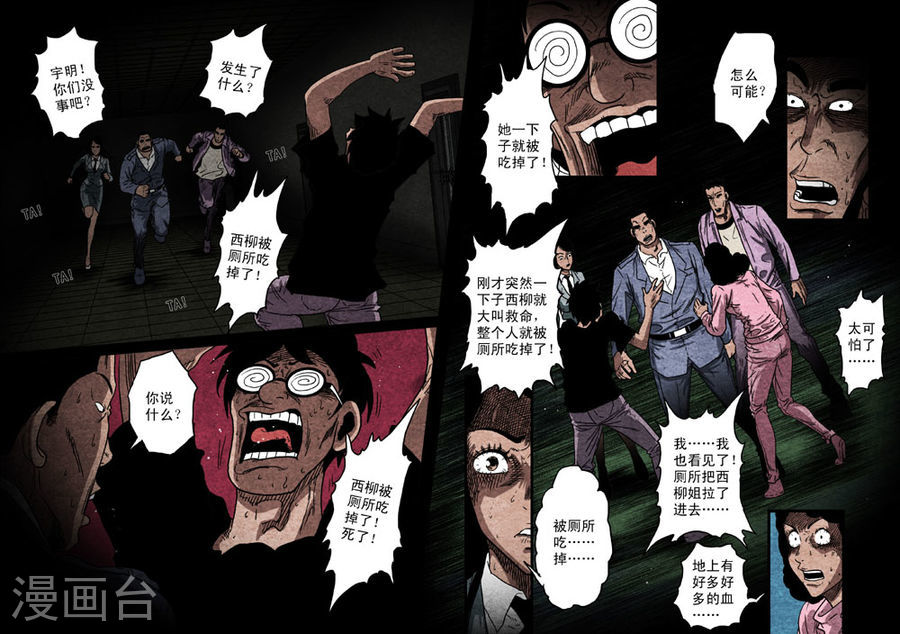 宇明！
你们没
事吧？
发生了
什么？
TA!
TA!
TA!
TA!
TA!
西柳被
厕所吃
掉了！
你说
什么？
西柳被
厕所吃
掉了！
死了！
她一下
子就被
吃掉了！
怎么
可能？
刚才突然一
下子西柳就
大叫救命，
整个人就被
厕所吃掉了！
太可
怕了
……
我……我
也看见了！
厕所把西
柳姐拉了
进去……
被厕所
吃……
掉……
地上有好
好多的血
多……
漫画台